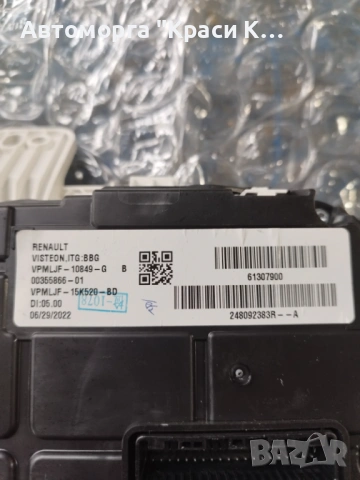 Автоморга "Краси К...
RENAULT
VISTEON,ITG:BBG
VPMLJF-10849-G B
00355866-01
VPMLJF-15K520-BD
DI:05.00
06/29/2022
61307900
248092383R--A
BAZAR